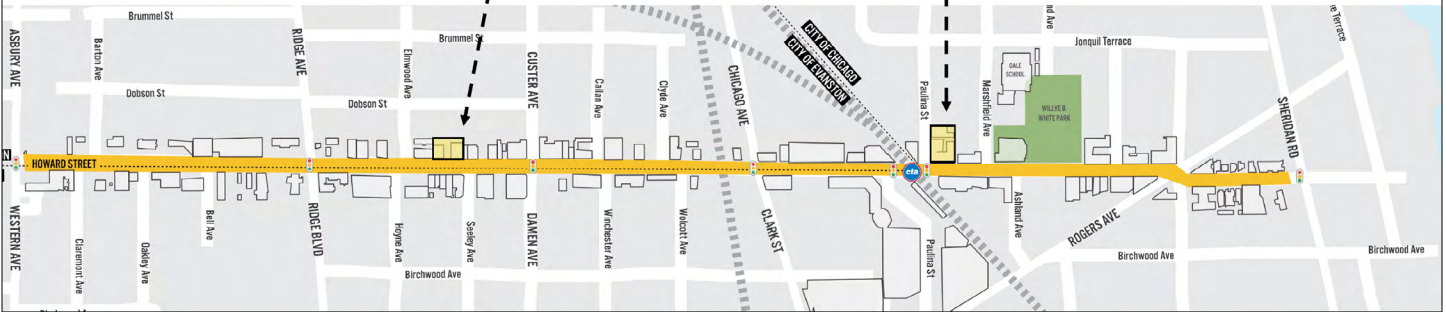 Brummel St
ASBURY AVE
Barton Ave
RIDGE AVE
Elmwood Ave
Brummel St
CUSTER AVE
Callan Ave
Clyde Ave
CHICAGO AVE
CITY OF CHICAGO
CITY OF EVANSTON
Paulina St
Marshfield Ave
nd Ave
Jonquil Terrace
GALE
SCHOOL
WILLYE B.
WHITE PARK
SHERIDAN RD
e Terrace
Dobson St
Dobson St
N
HOWARD STREET
cta
WESTERN AVE
Claremont Ave
Oakley Ave
Bell Ave
RIDGE BLVD
Hoyne Ave
Seeley Ave
DAMEN AVE
Winchester Ave
Wolcott Ave
CLARK ST
Paulina St
Ashland Ave
ROGERS AVE
Birchwood Ave
Birchwood Ave
Birchwood Ave